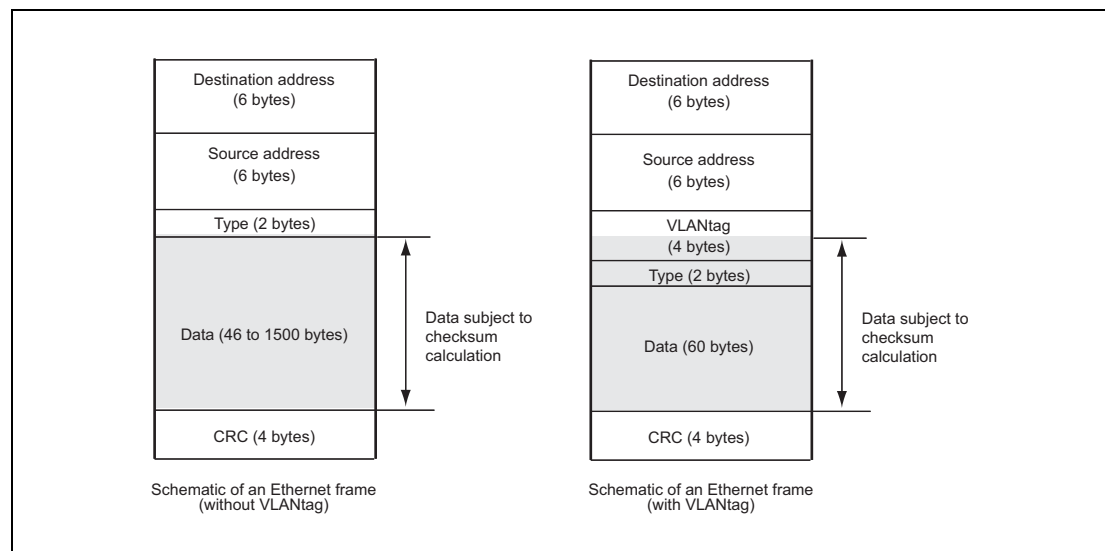 Destination address
(6 bytes)
Source address
(6 bytes)
Type (2 bytes)
Data (46 to 1500 bytes)
CRC (4 bytes)
Data subject to
checksum
calculation
Schematic of an Ethernet frame
(without VLANtag)
Destination address
(6 bytes)
Source address
(6 bytes)
VLANtag
(4 bytes)
Type (2 bytes)
Data (60 bytes)
CRC (4 bytes)
Data subject to
checksum
calculation
Schematic of an Ethernet frame
(with VLANtag)